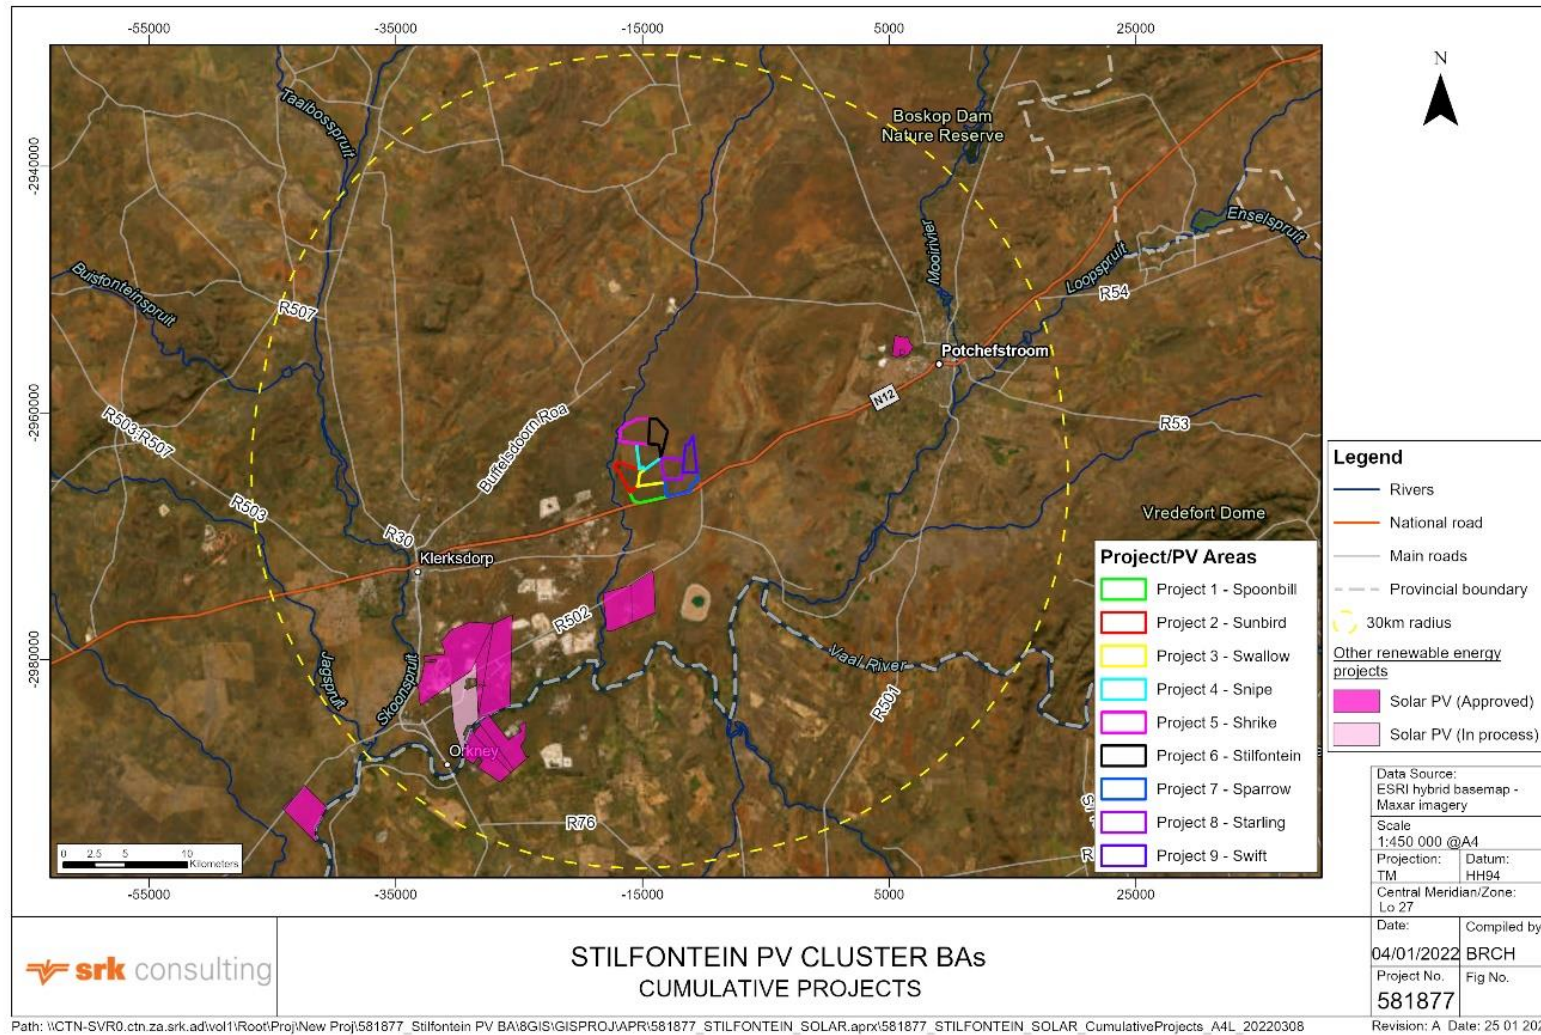 -55000
-35000
-15000
5000
25000
N
-2940000
-2960000
-2980000
Taaibosspruit
Boskop Dam
Nature Reserve
Mooirivier
Enselspruit
Loopspruit
R54
Buisfonteinspruit
R507
Potchefstroom
N12
R53
R503;R507
Buffelsdoorn Roa
R503
R30
Klerksdorp
Vredefort Dome
R502
Jagspruit
Skoonspruit
Vaal River
R501
Orkney
R76
0 2.5 5 10
Kilometers
-55000
-35000
-15000
5000
25000
Project/PV Areas
Project 1 - Spoonbill
Project 2 - Sunbird
Project 3 - Swallow
Project 4 - Snipe
Project 5 - Shrike
Project 6 - Stilfontein
Project 7 - Sparrow
Project 8 - Starling
Project 9 - Swift
Legend
Rivers
National road
Main roads
Provincial boundary
30km radius
Other renewable energy
projects
Solar PV (Approved)
Solar PV (In process)
Data Source:
ESRI hybrid basemap -
Maxar imagery
Scale
1:450 000 @A4
Projection: Datum:
TM HH94
Central Meridian/Zone:
Lo 27
Date: Compiled by
04/01/2022 BRCH
Project No. Fig No.
581877
Revision: A Date: 25 01 202
srk consulting
STILFONTEIN PV CLUSTER BAs
CUMULATIVE PROJECTS
Path: \\CTN-SVR0.ctn.za.srk.ad\vol1\Root\Proj\New Proj\581877_Stilfontein PV BA\8GIS\GISPROJ\APR\581877_STILFONTEIN_SOLAR.aprx\581877_STILFONTEIN_SOLAR_CumulativeProjects_A4L_20220308